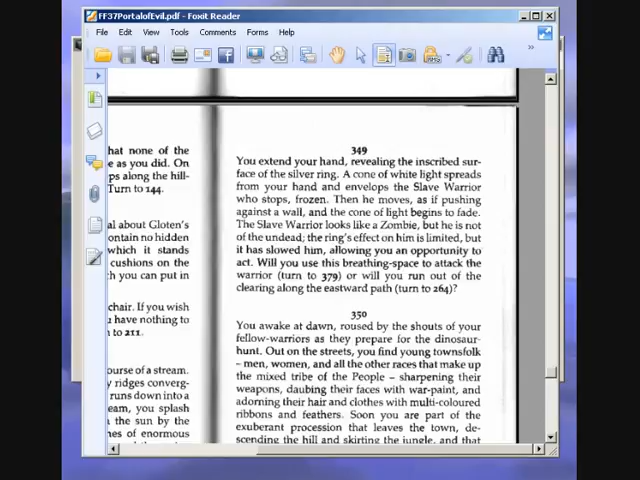 FF37PortalofEvil.pdf - Foxit Reader
File Edit View Tools Comments Forms Help
hat none of the
e as you did. On
ps along the hill-
Turn to 144.
al about Gloten's
ontain no hidden
which it stands
cushions on the
ch you can put in
chair. If you wish
u have nothing to
n to 211.
ourse of a stream.
y ridges converg-
runs down into a
eam, you splash
n the sun by the
nes of enormous
349
You extend your hand, revealing the inscribed sur-
face of the silver ring. A cone of white light spreads
from your hand and envelops the Slave Warrior
who stops, frozen. Then he moves, as if pushing
against a wall, and the cone of light begins to fade.
The Slave Warrior looks like a Zombie, but he is not
of the undead; the ring's effect on him is limited, but
it has slowed him, allowing you an opportunity to
act. Will you use this breathing-space to attack the
warrior (turn to 379) or will you run out of the
clearing along the eastward path (turn to 264)?
350
You awake at dawn, roused by the shouts of your
fellow-warriors as they prepare for the dinosaur-
hunt. Out on the streets, you find young townsfolk
– men, women, and all the other races that make up
the mixed tribe of the People – sharpening their
weapons, daubing their faces with war-paint, and
adorning their hair and clothes with multi-coloured
ribbons and feathers. Soon you are part of the
exuberant procession that leaves the town, de-
scending the hill and skirting the jungle, and that